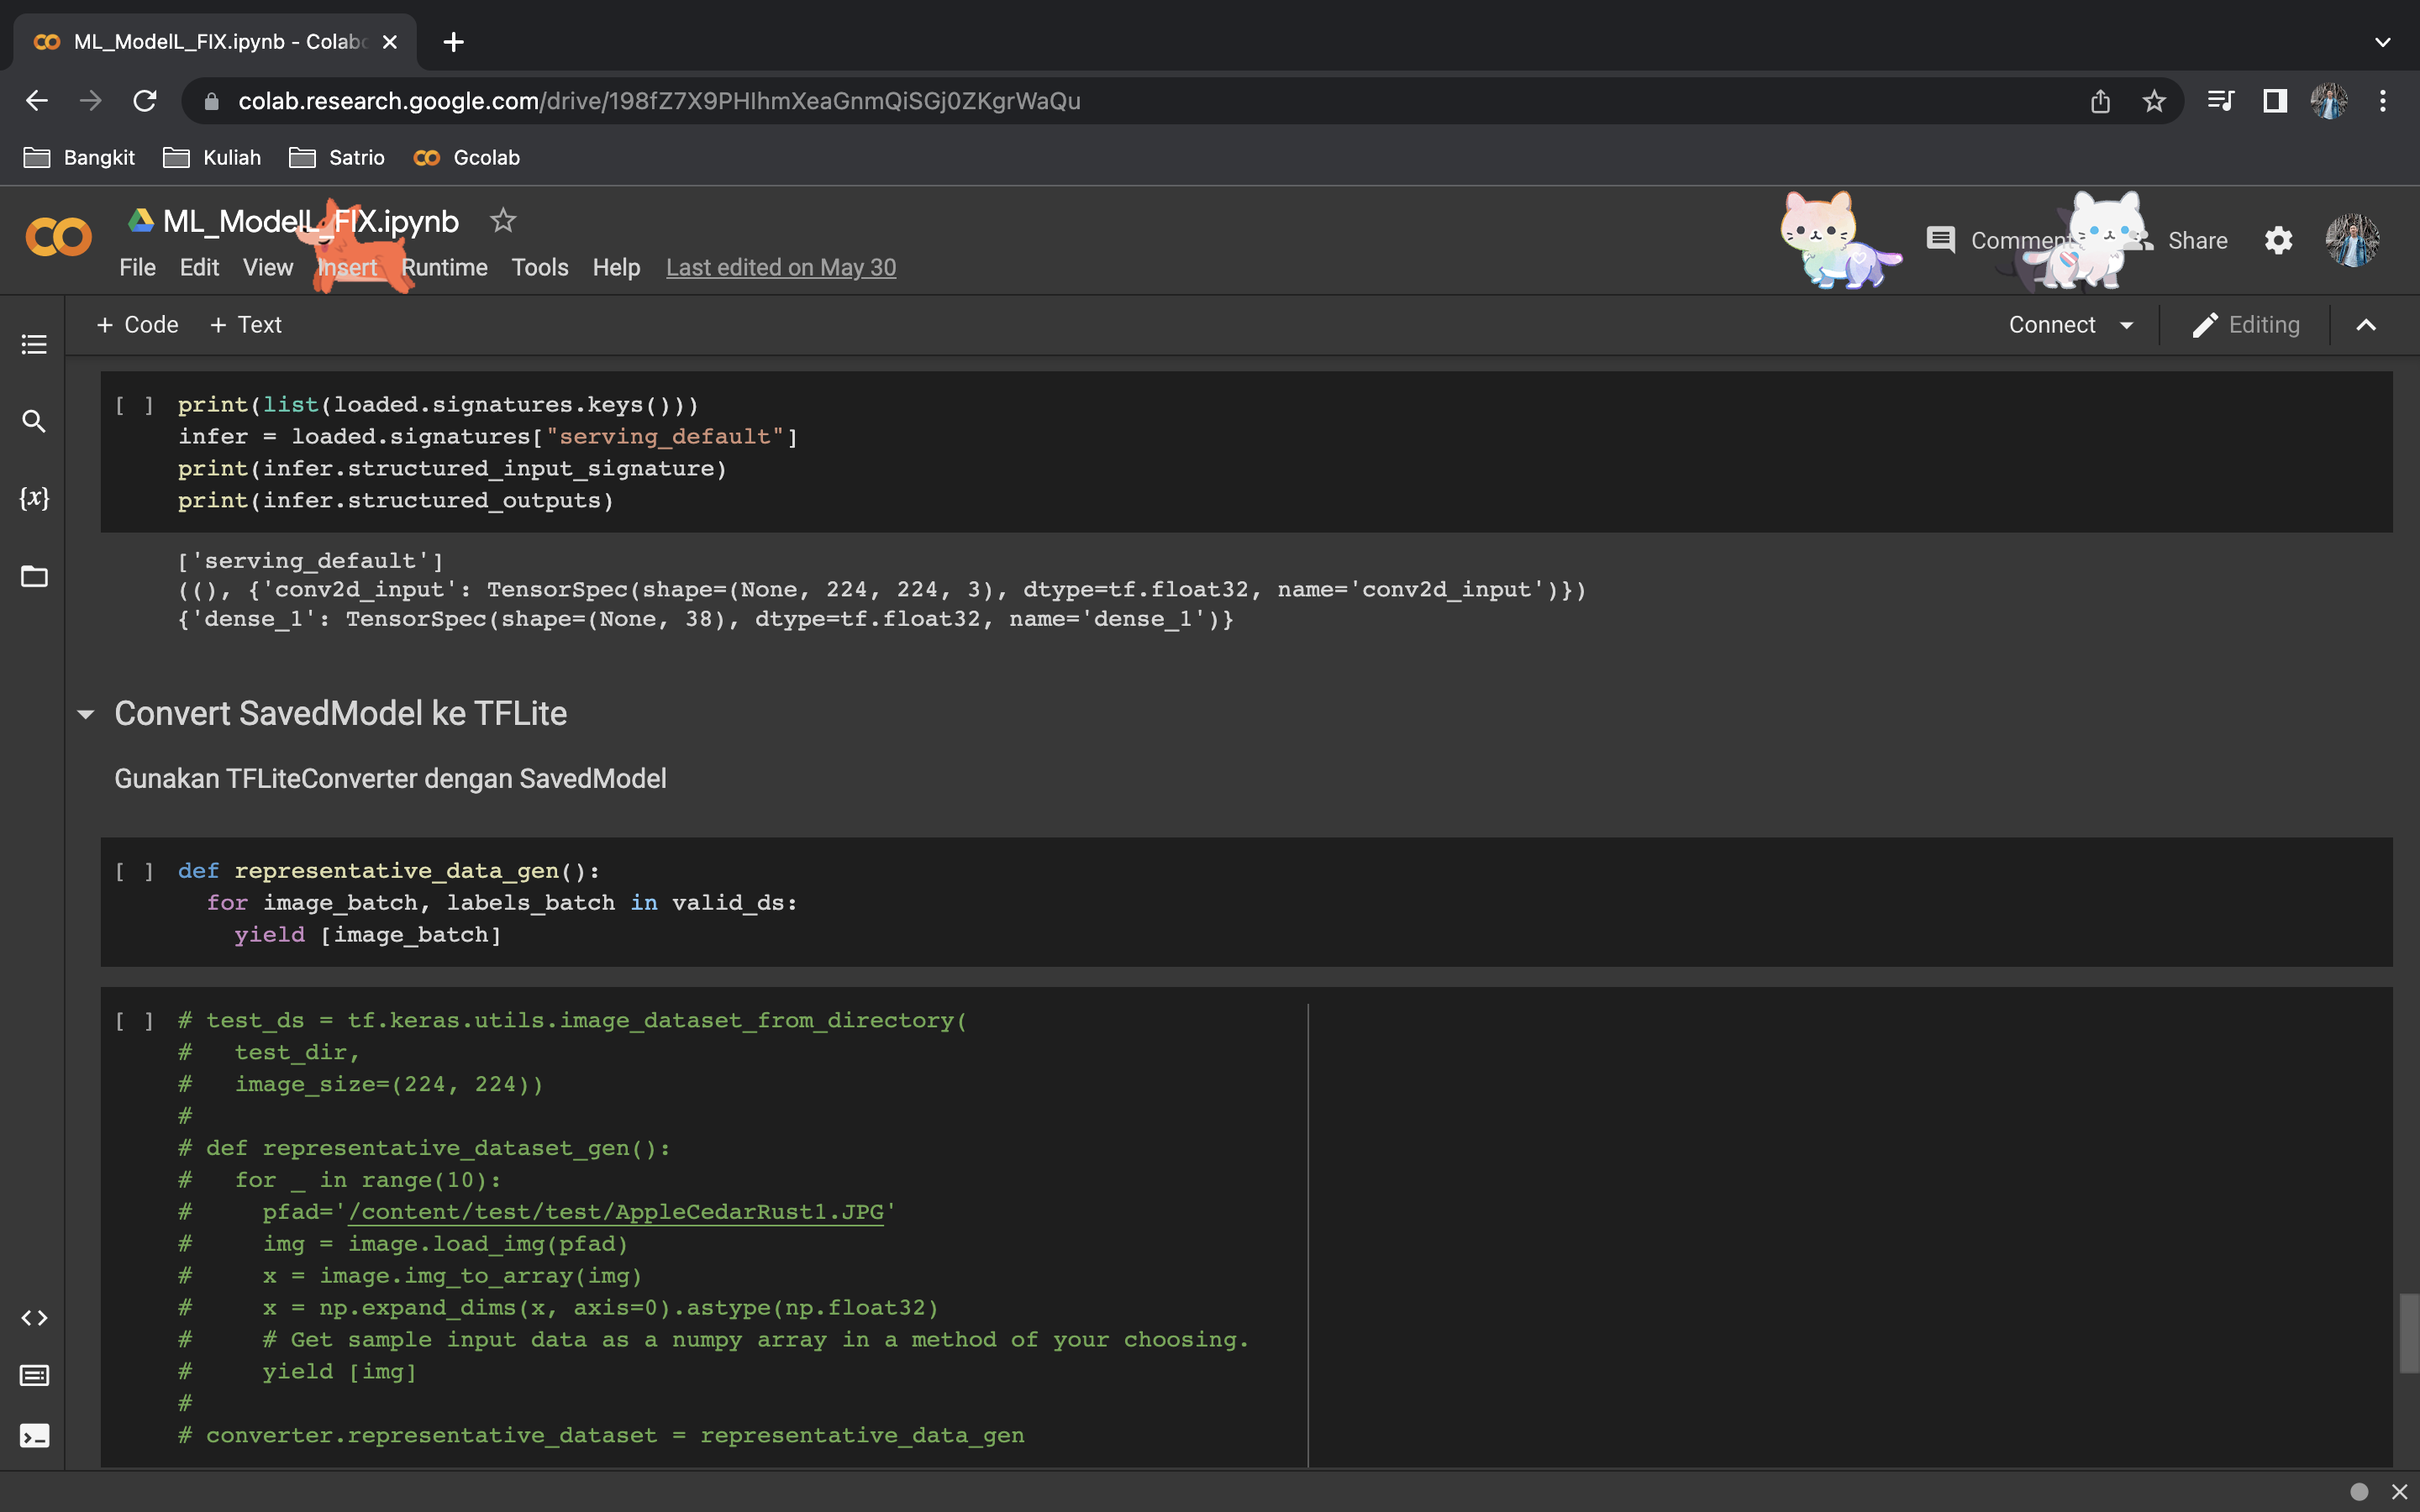 ML_ModelL_FIX.ipynb - Colab
colab.research.google.com/drive/198fZ7X9PHIhmXeaGnmQiSGj0ZKgrWaQu
Bangkit Kuliah Satrio Gcolab
ML_ModelL_FIX.ipynb
Comment Share
File Edit View Insert Runtime Tools Help Last edited on May 30
+ Code + Text Connect Editing
[ ] print(list(loaded.signatures.keys()))
infer = loaded.signatures["serving_default"]
print(infer.structured_input_signature)
print(infer.structured_outputs)
['serving_default']
((), {'conv2d_input': TensorSpec(shape=(None, 224, 224, 3), dtype=tf.float32, name='conv2d_input')})
{'dense_1': TensorSpec(shape=(None, 38), dtype=tf.float32, name='dense_1')}
Convert SavedModel ke TFLite
Gunakan TFLiteConverter dengan SavedModel
[ ] def representative_data_gen():
for image_batch, labels_batch in valid_ds:
yield [image_batch]
[ ] # test_ds = tf.keras.utils.image_dataset_from_directory(
# test_dir,
# image_size=(224, 224))
#
# def representative_dataset_gen():
# for _ in range(10):
# pfad='/content/test/test/AppleCedarRust1.JPG'
# img = image.load_img(pfad)
# x = image.img_to_array(img)
# x = np.expand_dims(x, axis=0).astype(np.float32)
# # Get sample input data as a numpy array in a method of your choosing.
# yield [img]
#
# converter.representative_dataset = representative_data_gen